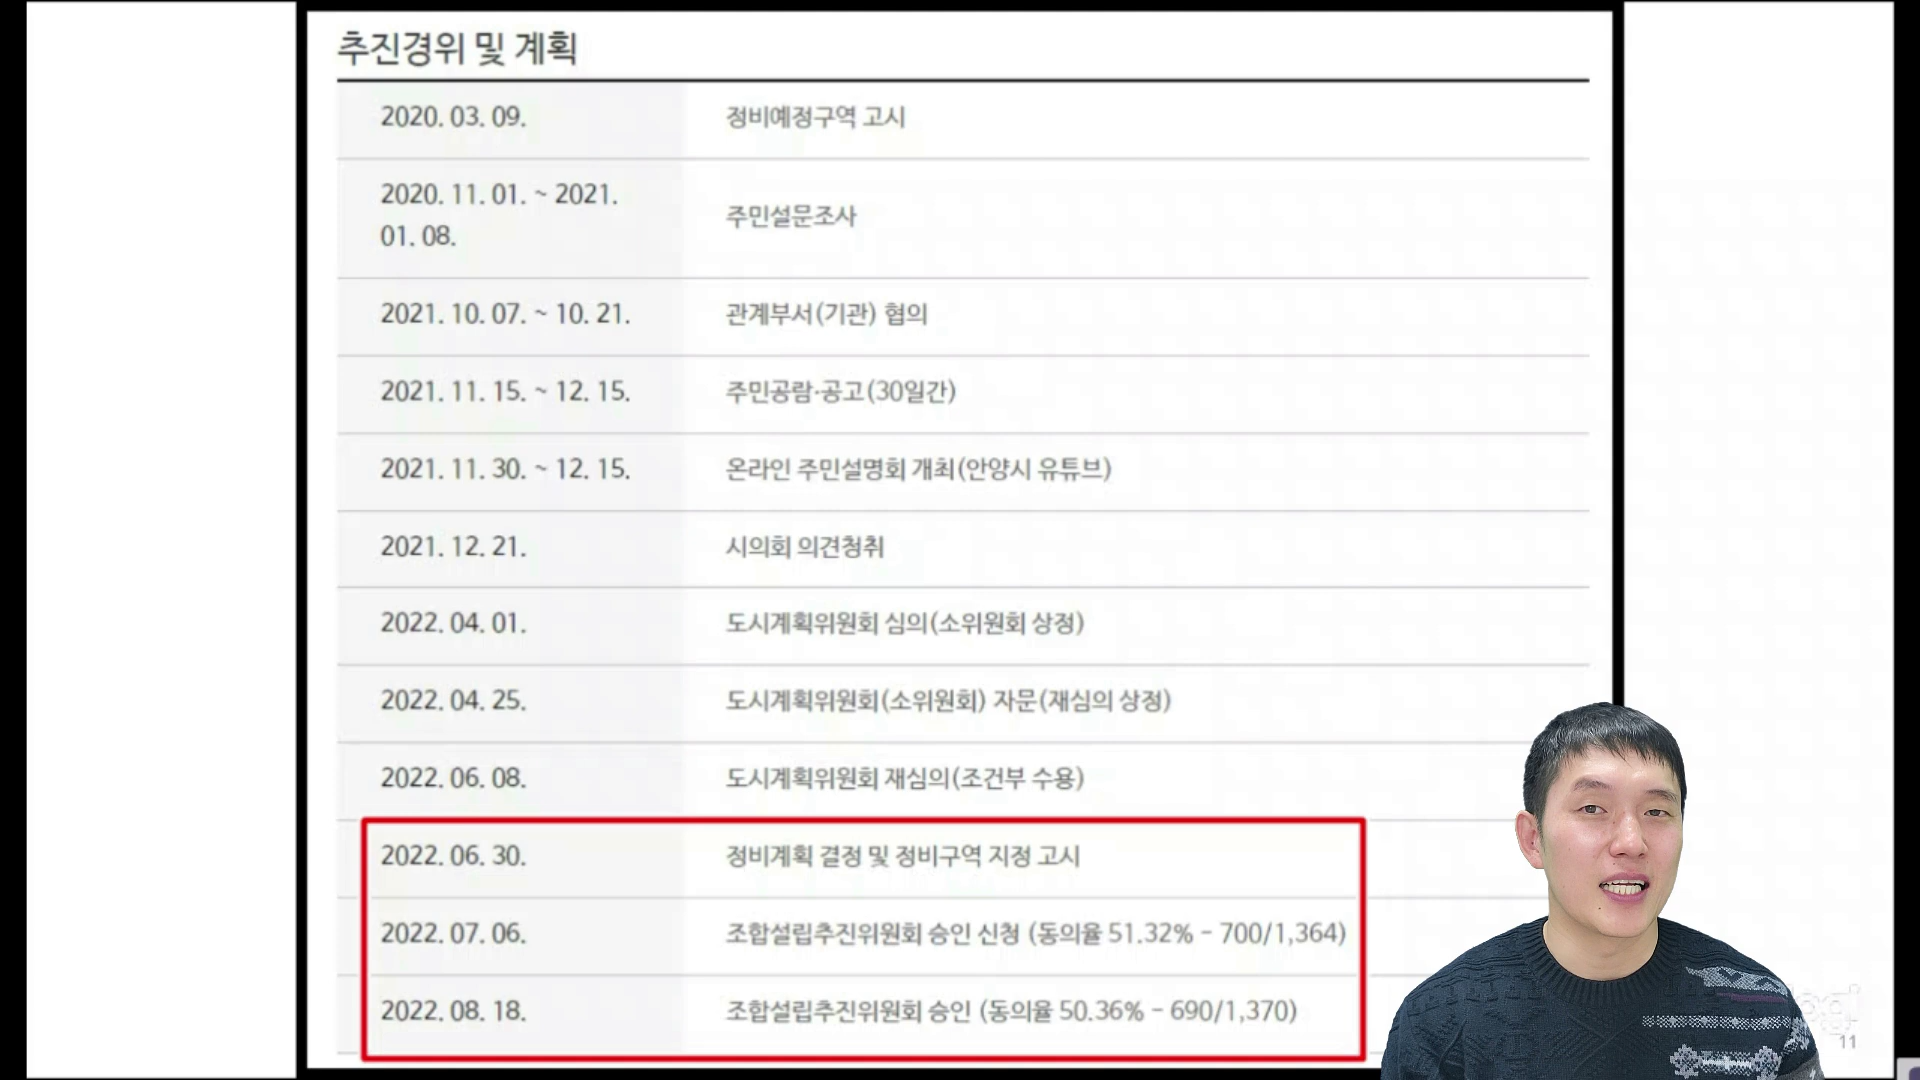 추진경위 및 계획
2020. 03. 09. 정비예정구역 고시
2020. 11. 01. ~ 2021.
01. 08.
주민설문조사
2021. 10. 07. ~ 10. 21. 관계부서(기관) 협의
2021. 11. 15. ~ 12. 15. 주민공람·공고(30일간)
2021. 11. 30. ~ 12. 15. 온라인 주민설명회 개최(안양시 유튜브)
2021. 12. 21. 시의회 의견청취
2022. 04. 01. 도시계획위원회 심의(소위원회 상정)
2022. 04. 25. 도시계획위원회(소위원회) 자문(재심의 상정)
2022. 06. 08. 도시계획위원회 재심의(조건부 수용)
2022. 06. 30. 정비계획 결정 및 정비구역 지정 고시
2022. 07. 06. 조합설립추진위원회 승인 신청 (동의율 51.32% - 700/1,364)
2022. 08. 18. 조합설립추진위원회 승인 (동의율 50.36% - 690/1,370)
11